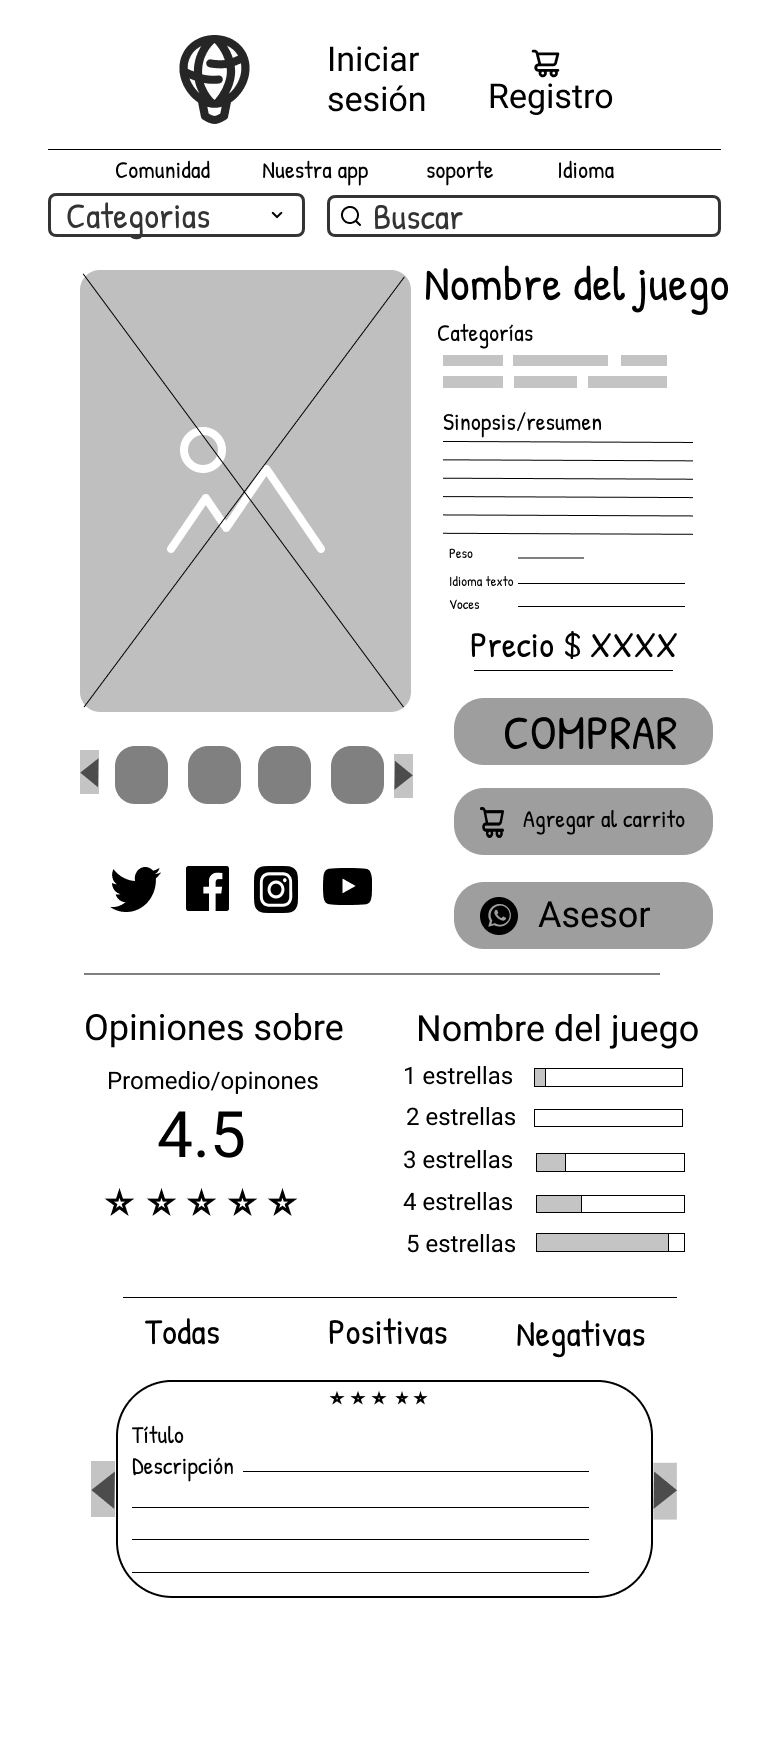 Iniciar
sesión
Registro
Comunidad Nuestra app soporte Idioma
Categorias Buscar
Nombre del juego
Categorías
Sinopsis/resumen
Peso
Idioma texto
Voces
Precio $ XXXX
COMPRAR
Agregar al carrito
Asesor
Opiniones sobre Nombre del juego
Promedio/opinones
4.5
1 estrellas
2 estrellas
3 estrellas
4 estrellas
5 estrellas
Todas Positivas Negativas
Título
Descripción